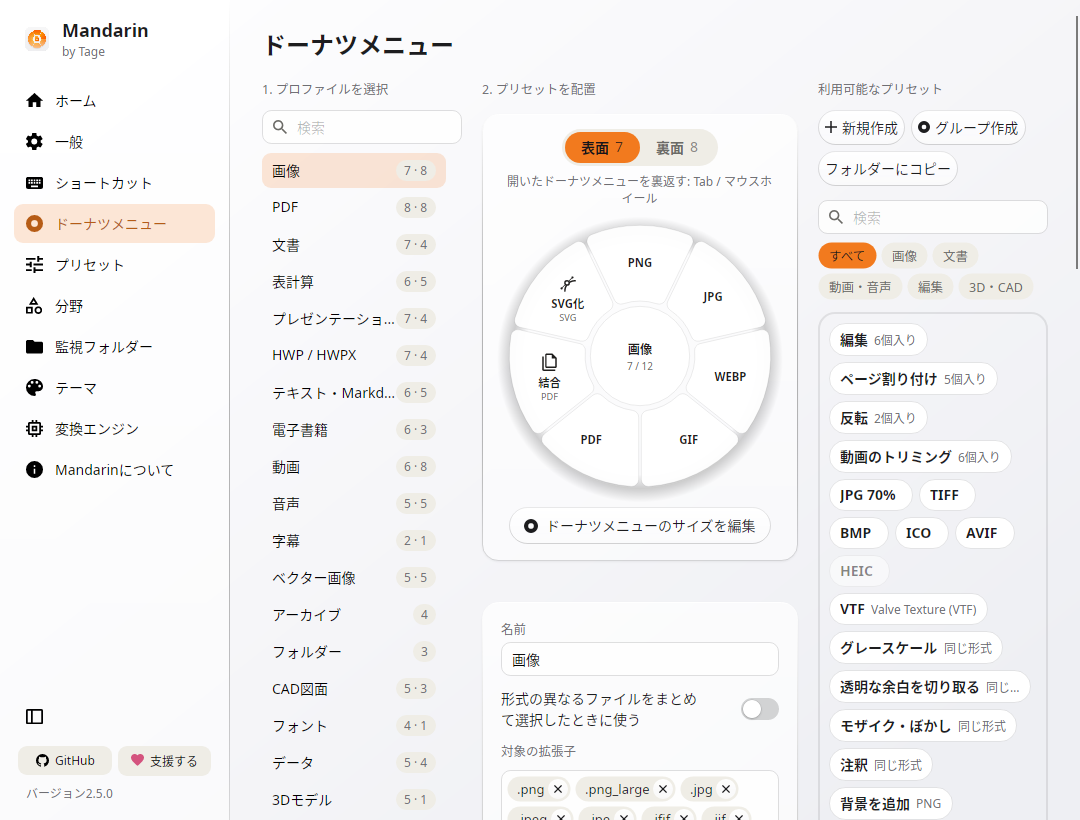 Mandarin
by Tage
ホーム
一般
ショートカット
ドーナツメニュー
プリセット
分野
監視フォルダー
テーマ
変換エンジン
Mandarinについて
GitHub
支援する
バージョン2.5.0
ドーナツメニュー
1. プロファイルを選択
検索
画像 7 · 8
PDF 8 · 8
文書 7 · 4
表計算 6 · 5
プレゼンテーショ... 7 · 4
HWP / HWPX 7 · 4
テキスト・Markd... 6 · 5
電子書籍 6 · 3
動画 6 · 8
音声 5 · 5
字幕 2 · 1
ベクター画像 5 · 5
アーカイブ 4
フォルダー 3
CAD図面 5 · 3
フォント 4 · 1
データ 5 · 4
3Dモデル 5 · 1
2. プリセットを配置
表面 7 裏面 8
開いたドーナツメニューを裏返す: Tab / マウスホ
イール
PNG
JPG
WEBP
GIF
PDF
結合
PDF
SVG化
SVG
画像
7 / 12
ドーナツメニューのサイズを編集
名前
画像
形式の異なるファイルをまとめ
て選択したときに使う
対象の拡張子
.png .png_large .jpg
.jpeg .jpe .jfif .jif
利用可能なプリセット
新規作成 グループ作成
フォルダーにコピー
検索
すべて 画像 文書
動画・音声 編集 3D・CAD
編集 6個入り
ページ割り付け 5個入り
反転 2個入り
動画のトリミング 6個入り
JPG 70% TIFF
BMP ICO AVIF
HEIC
VTF Valve Texture (VTF)
グレースケール 同じ形式
透明な余白を切り取る 同じ...
モザイク・ぼかし 同じ形式
注釈 同じ形式
背景を追加 PNG